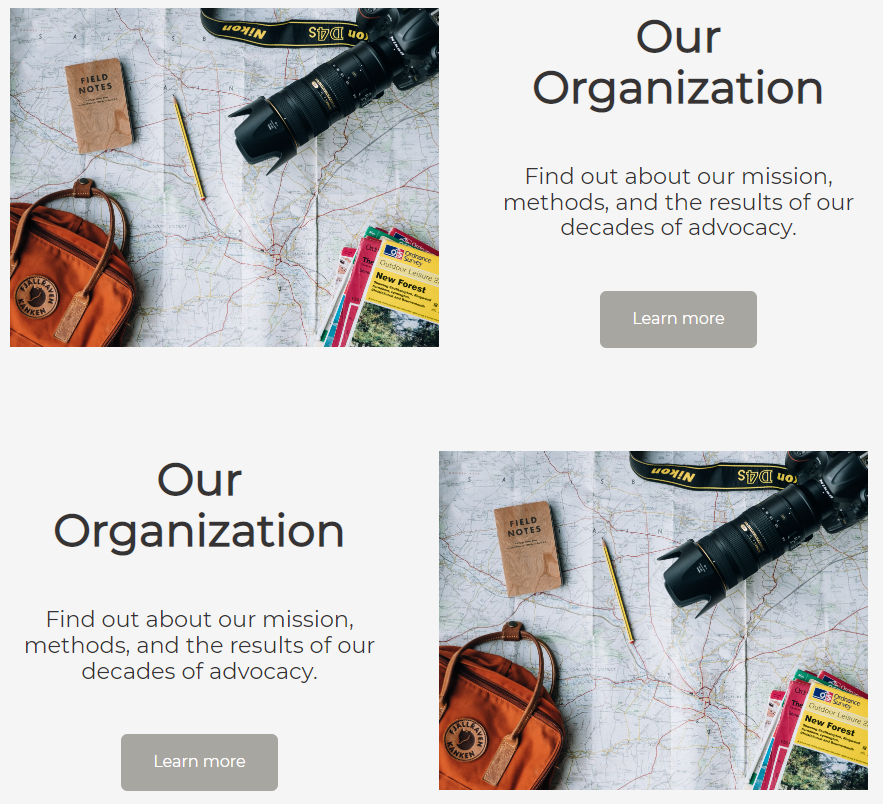 Nikon D4S
FIELD
NOTES
Our
Organization
Find out about our mission,
methods, and the results of our
decades of advocacy.
Learn more
FJÄLLRÄVEN
KÅNKEN
Ordnance
Survey
Outdoor Leisure
New Forest
Our
Organization
Find out about our mission,
methods, and the results of our
decades of advocacy.
Learn more
Nikon D4S
FIELD
NOTES
FJÄLLRÄVEN
KÅNKEN
Ordnance
Survey
Outdoor Leisure
New Forest